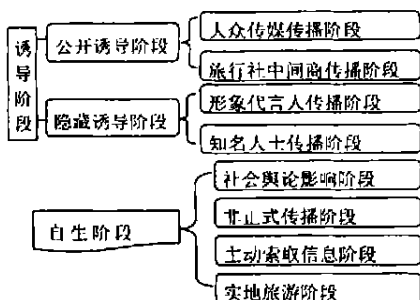 诱导阶段
公开诱导阶段
大众传媒传播阶段
旅行社中间商传播阶段
隐藏诱导阶段
形象代言人传播阶段
知名人士传播阶段
自生阶段
社会舆论影响阶段
非正式传播阶段
主动索取信息阶段
实地旅游阶段